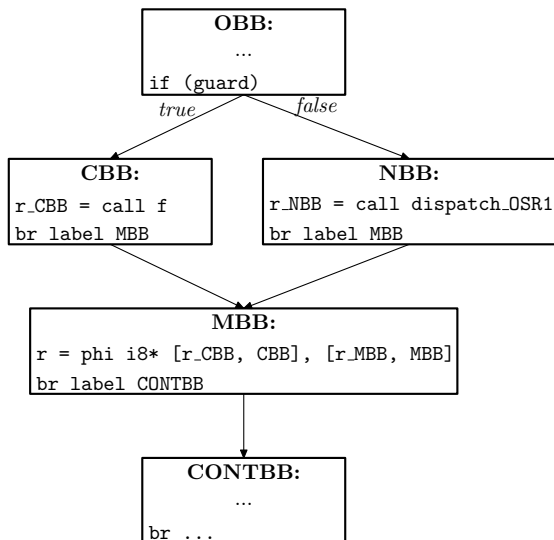 OBB:
...
if (guard)
true
false
CBB:
r_CBB = call f
br label MBB
NBB:
r_NBB = call dispatch_OSR1
br label MBB
MBB:
r = phi i8* [r_CBB, CBB], [r_MBB, MBB]
br label CONTBB
CONTBB:
...
br ...